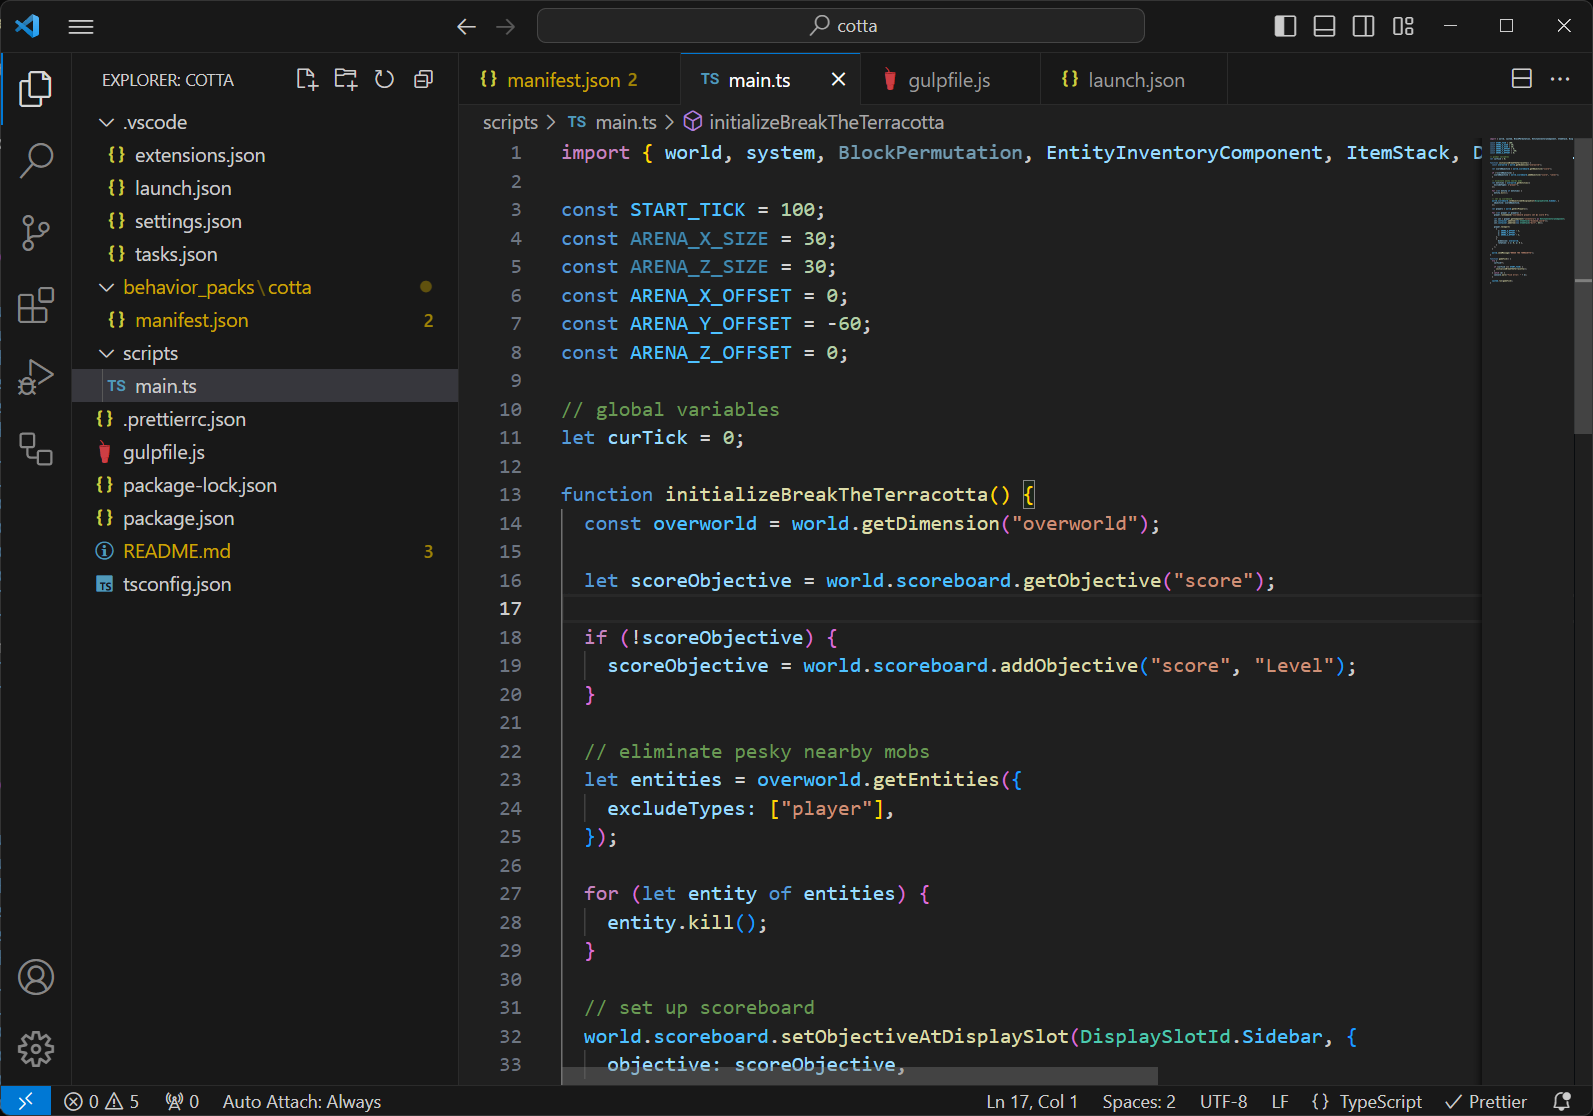 cotta
EXPLORER: COTTA
.vscode
{} extensions.json
{} launch.json
{} settings.json
{} tasks.json
behavior_packs\cotta
{} manifest.json 2
scripts
TS main.ts
{} .prettierrc.json
gulpfile.js
{} package-lock.json
{} package.json
README.md 3
TS tsconfig.json
{} manifest.json 2
TS main.ts
gulpfile.js
{} launch.json
scripts > TS main.ts > initializeBreakTheTerracotta
1 import { world, system, BlockPermutation, EntityInventoryComponent, ItemStack, D
2
3 const START_TICK = 100;
4 const ARENA_X_SIZE = 30;
5 const ARENA_Z_SIZE = 30;
6 const ARENA_X_OFFSET = 0;
7 const ARENA_Y_OFFSET = -60;
8 const ARENA_Z_OFFSET = 0;
9
10 // global variables
11 let curTick = 0;
12
13 function initializeBreakTheTerracotta() {
14 const overworld = world.getDimension("overworld");
15
16 let scoreObjective = world.scoreboard.getObjective("score");
17
18 if (!scoreObjective) {
19 scoreObjective = world.scoreboard.addObjective("score", "Level");
20 }
21
22 // eliminate pesky nearby mobs
23 let entities = overworld.getEntities({
24 excludeTypes: ["player"],
25 });
26
27 for (let entity of entities) {
28 entity.kill();
29 }
30
31 // set up scoreboard
32 world.scoreboard.setObjectiveAtDisplaySlot(DisplaySlotId.Sidebar, {
33 objective: scoreObjective,
0 5 0 Auto Attach: Always Ln 17, Col 1 Spaces: 2 UTF-8 LF {} TypeScript Prettier